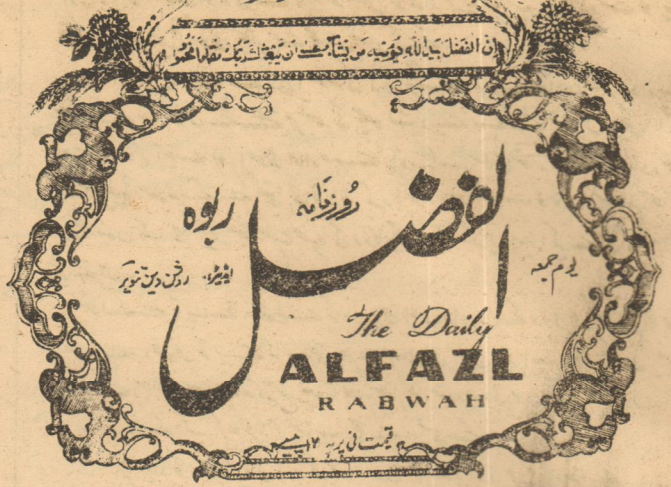 ان الفضل بید اللہ یؤتیہ من یشاء عسیٰ ان یبعثک ربک مقاماً محموداً
روزنامہ
ربوہ
الفضل
یوم جمعہ
ایڈیٹر، روشن دین تنویر
The Daily
ALFAZL
RABWAH
قیمت فی پرچہ ۱۲ پیسے